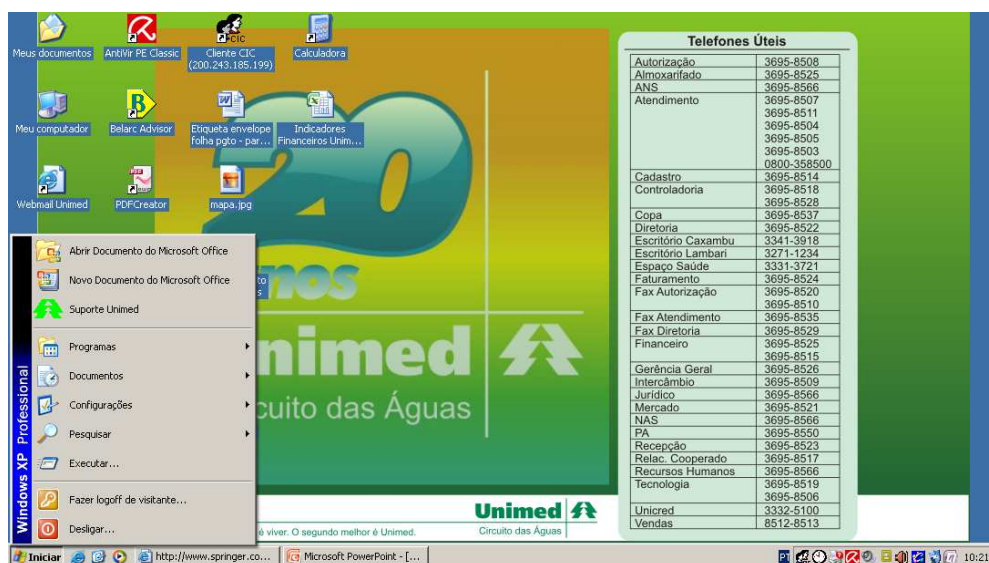 Meus documentos
AntiVir PE Classic
Cliente CIC
(200.243.185.199)
Calculadora
Meu computador
Belarc Advisor
Etiqueta envelope
folha pgto - par...
Indicadores
Financeiros Unim...
Webmail Unimed
PDFCreator
mapa.jpg
20
anos
Unimed
Circuito das Águas
Telefones Úteis
Autorização 3695-8508
Almoxarifado 3695-8525
ANS 3695-8566
Atendimento 3695-8507
3695-8511
3695-8504
3695-8505
3695-8503
0800-358500
Cadastro 3695-8514
Controladoria 3695-8518
3695-8528
Copa 3695-8537
Diretoria 3695-8522
Escritório Caxambu 3341-3918
Escritório Lambari 3271-1234
Espaço Saúde 3331-3721
Faturamento 3695-8524
Fax Autorização 3695-8520
3695-8510
Fax Atendimento 3695-8535
Fax Diretoria 3695-8529
Financeiro 3695-8525
3695-8515
Gerência Geral 3695-8526
Intercâmbio 3695-8509
Jurídico 3695-8566
Mercado 3695-8521
NAS 3695-8566
PA 3695-8550
Recepção 3695-8523
Relac. Cooperado 3695-8517
Recursos Humanos 3695-8566
Tecnologia 3695-8519
3695-8506
Unicred 3332-5100
Vendas 8512-8513
Windows XP Professional
Abrir Documento do Microsoft Office
Novo Documento do Microsoft Office
Suporte Unimed
Programas
Documentos
Configurações
Pesquisar
Executar...
Fazer logoff de visitante...
Desligar...
é viver. O segundo melhor é Unimed.
Unimed
Circuito das Águas
Iniciar
http://www.springer.co...
Microsoft PowerPoint - [...
PT
10:21